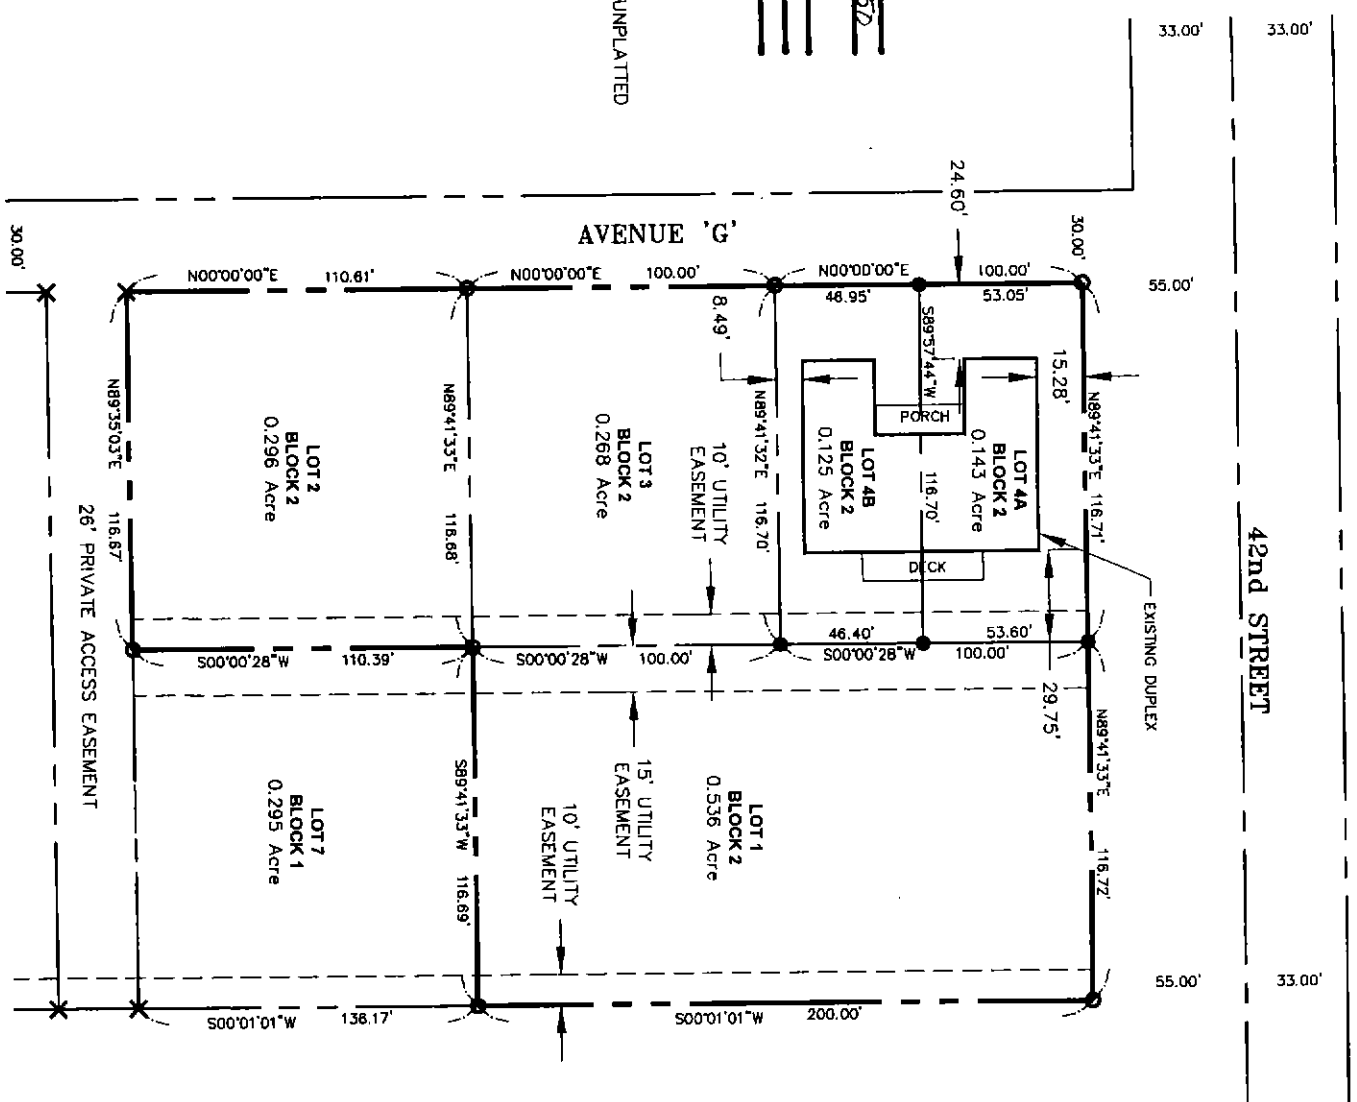 UNPLATTED
33.00'
33.00'
24.60'
30.00'
30.00'
AVENUE 'G'
N00°00'00"E 110.61'
N00°00'00"E 100.00'
N00°00'00"E 100.00'
46.95'
53.05'
55.00'
8.49'
S89°57'44"W
15.28'
N89°35'03"E 116.67'
N89°41'33"E 116.68'
N89°41'32"E 116.70'
116.70'
N89°41'33"E 116.71'
PORCH
LOT 2
BLOCK 2
0.296 Acre
LOT 3
BLOCK 2
0.268 Acre
10' UTILITY
EASEMENT
LOT 4B
BLOCK 2
0.125 Acre
LOT 4A
BLOCK 2
0.143 Acre
DECK
42nd STREET
EXISTING DUPLEX
26' PRIVATE ACCESS EASEMENT
46.40'
53.60'
S00°00'28"W 110.39'
S00°00'28"W 100.00'
S00°00'28"W 100.00'
29.75'
N89°41'33"E 116.72'
S89°41'33"W 116.69'
LOT 7
BLOCK 1
0.295 Acre
15' UTILITY
EASEMENT
10' UTILITY
EASEMENT
LOT 1
BLOCK 2
0.536 Acre
55.00'
33.00'
S00°01'01"W 136.17'
S00°01'01"W 200.00'